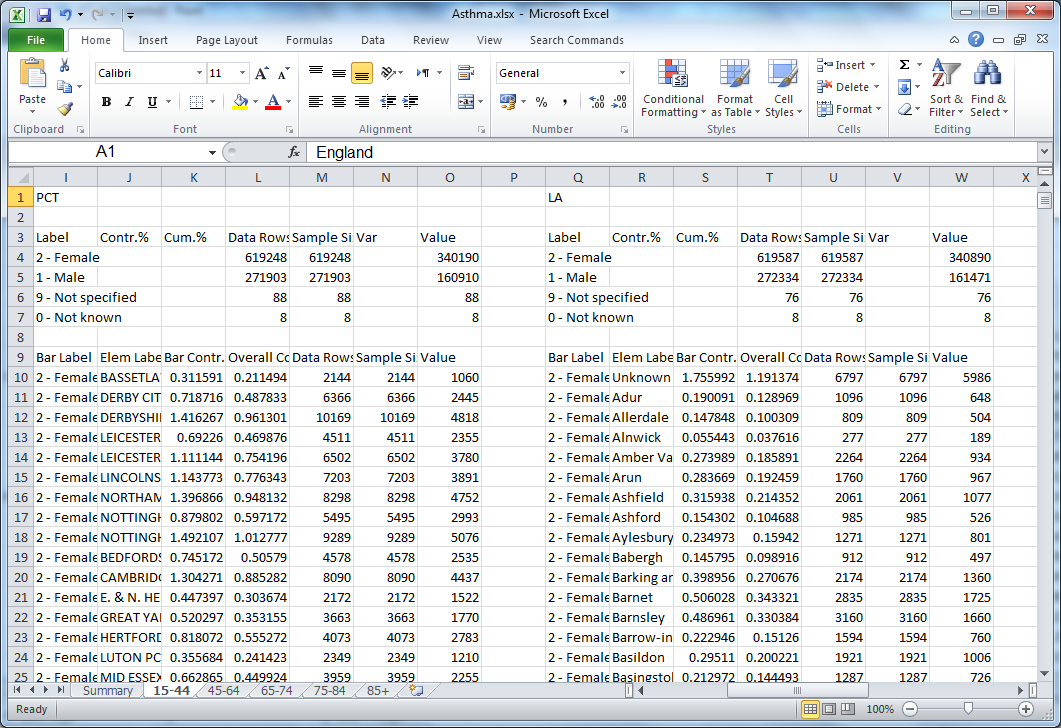 Asthma.xlsx - Microsoft Excel
File Home Insert Page Layout Formulas Data Review View Search Commands
Paste Calibri 11 A A General Conditional Formatting Format as Table Cell Styles Insert Delete Format Σ Sort & Filter Find & Select
B I U A % ,
Clipboard Font Alignment Number Styles Cells Editing
A1 fx England
I J K L M N O P Q R S T U V W X
1 PCT LA
2
3 Label Contr.% Cum.% Data Rows Sample Si Var Value Label Contr.% Cum.% Data Rows Sample Si Var Value
4 2 - Female 619248 619248 340190 2 - Female 619587 619587 340890
5 1 - Male 271903 271903 160910 1 - Male 272334 272334 161471
6 9 - Not specified 88 88 88 9 - Not specified 76 76 76
7 0 - Not known 8 8 8 0 - Not known 8 8 8
8
9 Bar Label Elem Labe Bar Contr. Overall Co Data Rows Sample Si Value Bar Label Elem Labe Bar Contr. Overall Co Data Rows Sample Si Value
10 2 - Female BASSETLA 0.311591 0.211494 2144 2144 1060 2 - Female Unknown 1.755992 1.191374 6797 6797 5986
11 2 - Female DERBY CIT 0.718716 0.487833 6366 6366 2445 2 - Female Adur 0.190091 0.128969 1096 1096 648
12 2 - Female DERBYSHI 1.416267 0.961301 10169 10169 4818 2 - Female Allerdale 0.147848 0.100309 809 809 504
13 2 - Female LEICESTER 0.69226 0.469876 4511 4511 2355 2 - Female Alnwick 0.055443 0.037616 277 277 189
14 2 - Female LEICESTER 1.111144 0.754196 6502 6502 3780 2 - Female Amber Va 0.273989 0.185891 2264 2264 934
15 2 - Female LINCOLNS 1.143773 0.776343 7203 7203 3891 2 - Female Arun 0.283669 0.192459 1760 1760 967
16 2 - Female NORTHAM 1.396866 0.948132 8298 8298 4752 2 - Female Ashfield 0.315938 0.214352 2061 2061 1077
17 2 - Female NOTTINGH 0.879802 0.597172 5495 5495 2993 2 - Female Ashford 0.154302 0.104688 985 985 526
18 2 - Female NOTTINGH 1.492107 1.012777 9289 9289 5076 2 - Female Aylesbury 0.234973 0.15942 1271 1271 801
19 2 - Female BEDFORDS 0.745172 0.50579 4578 4578 2535 2 - Female Babergh 0.145795 0.098916 912 912 497
20 2 - Female CAMBRIDG 1.304271 0.885282 8090 8090 4437 2 - Female Barking an 0.398956 0.270676 2174 2174 1360
21 2 - Female E. & N. HE 0.447397 0.303674 2172 2172 1522 2 - Female Barnet 0.506028 0.343321 2835 2835 1725
22 2 - Female GREAT YA 0.520297 0.353155 3663 3663 1770 2 - Female Barnsley 0.486961 0.330384 3160 3160 1660
23 2 - Female HERTFORD 0.818072 0.555272 4073 4073 2783 2 - Female Barrow-in 0.222946 0.15126 1594 1594 760
24 2 - Female LUTON PC 0.355684 0.241423 2349 2349 1210 2 - Female Basildon 0.29511 0.200221 1921 1921 1006
25 2 - Female MID ESSEX 0.662865 0.449924 3959 3959 2255 2 - Female Basingsto 0.212972 0.144493 1287 1287 726
Summary 15-44 45-64 65-74 75-84 85+
Ready 100%